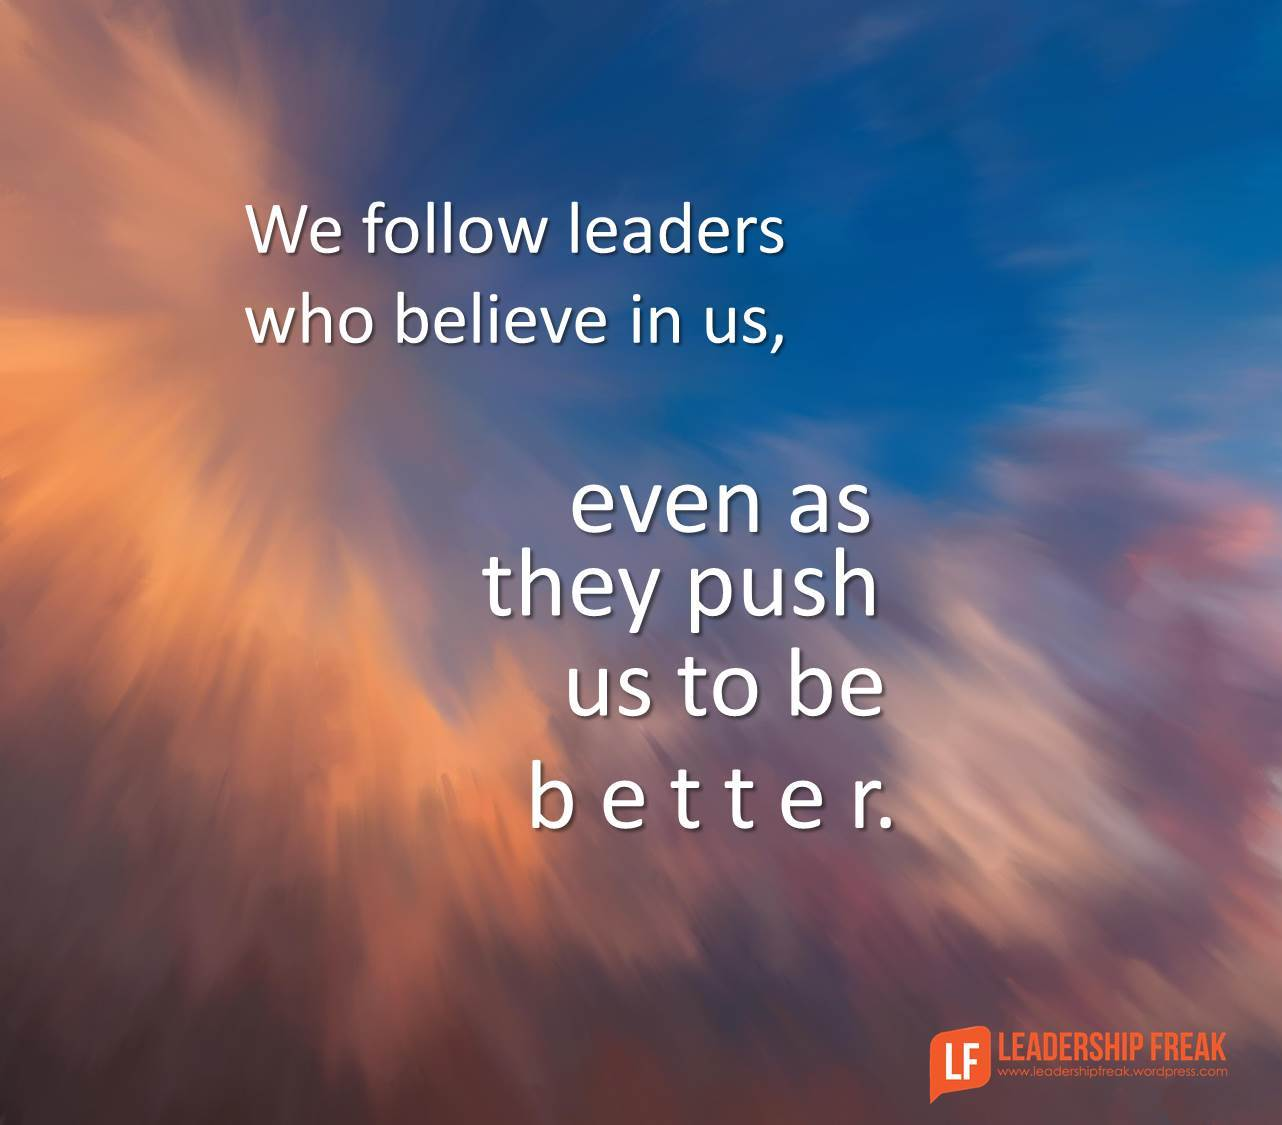 We follow leaders
who believe in us,
even as
they push
us to be
better.
LF
LEADERSHIP FREAK
www.leadershipfreak.wordpress.com